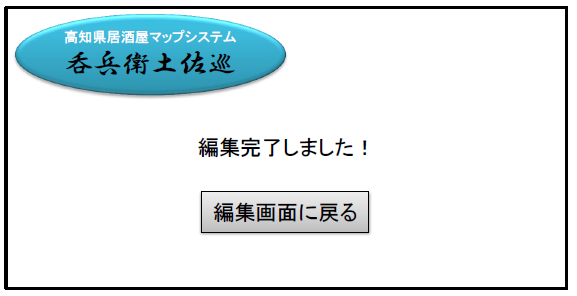 高知県居酒屋マップシステム
呑兵衛土佐巡
編集完了しました！
編集画面に戻る